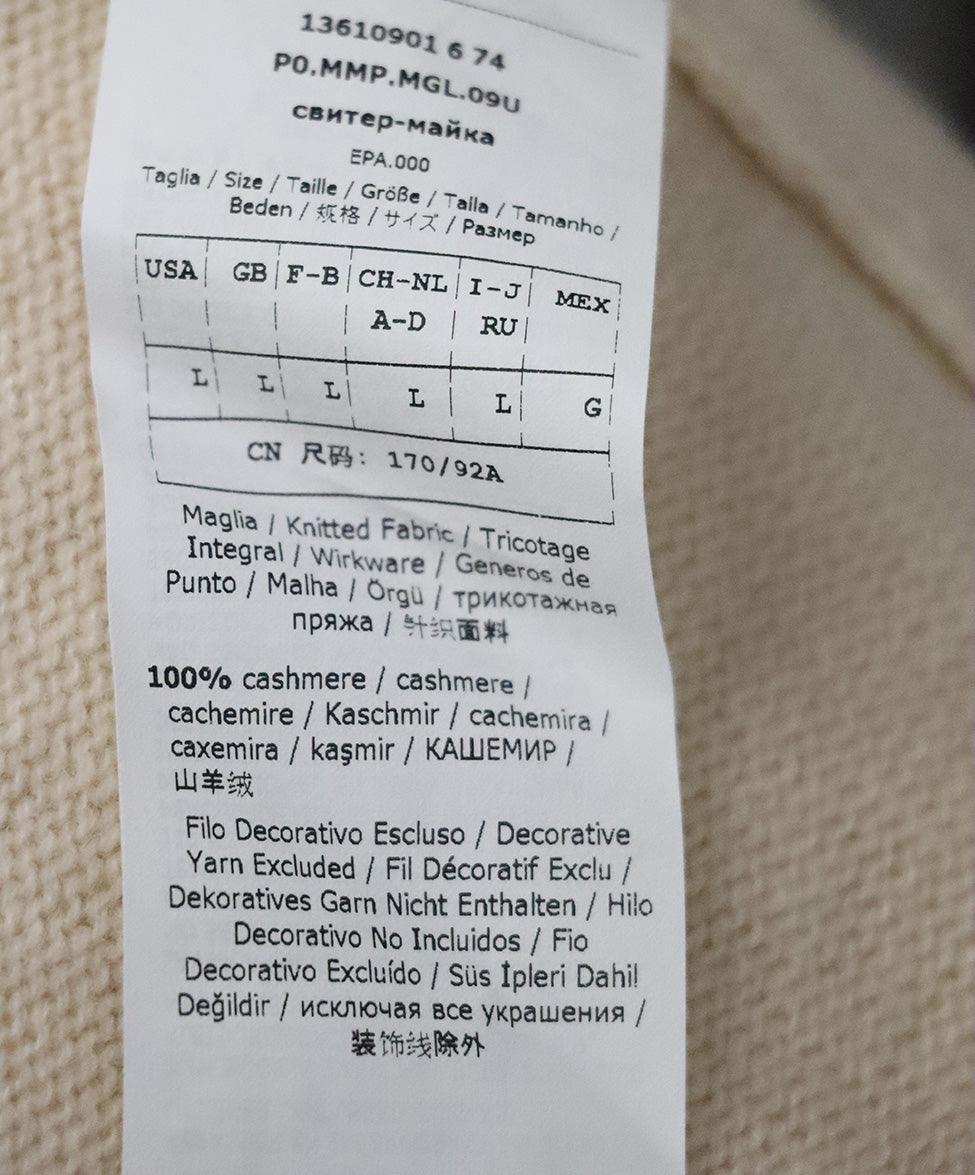 13610901 6 74
P0.MMP.MGL.09U
свитер-майка
EPA.000
Taglia / Size / Taille / Größe / Talla / Tamanho /
Beden / 规格 / サイズ / Размер
USA GB F-B CH-NL I-J MEX
A-D RU
L L L L L G
CN 尺码: 170/92A
Maglia / Knitted Fabric / Tricotage
Integral / Wirkware / Generos de
Punto / Malha / Örgü / трикотажная
пряжа / 针织面料
100% cashmere / cashmere /
cachemire / Kaschmir / cachemira /
caxemira / kaşmir / КАШЕМИР /
山羊绒
Filo Decorativo Escluso / Decorative
Yarn Excluded / Fil Décoratif Exclu /
Dekoratives Garn Nicht Enthalten / Hilo
Decorativo No Incluidos / Fio
Decorativo Excluído / Süs İpleri Dahil
Değildir / исключая все украшения /
装饰线除外